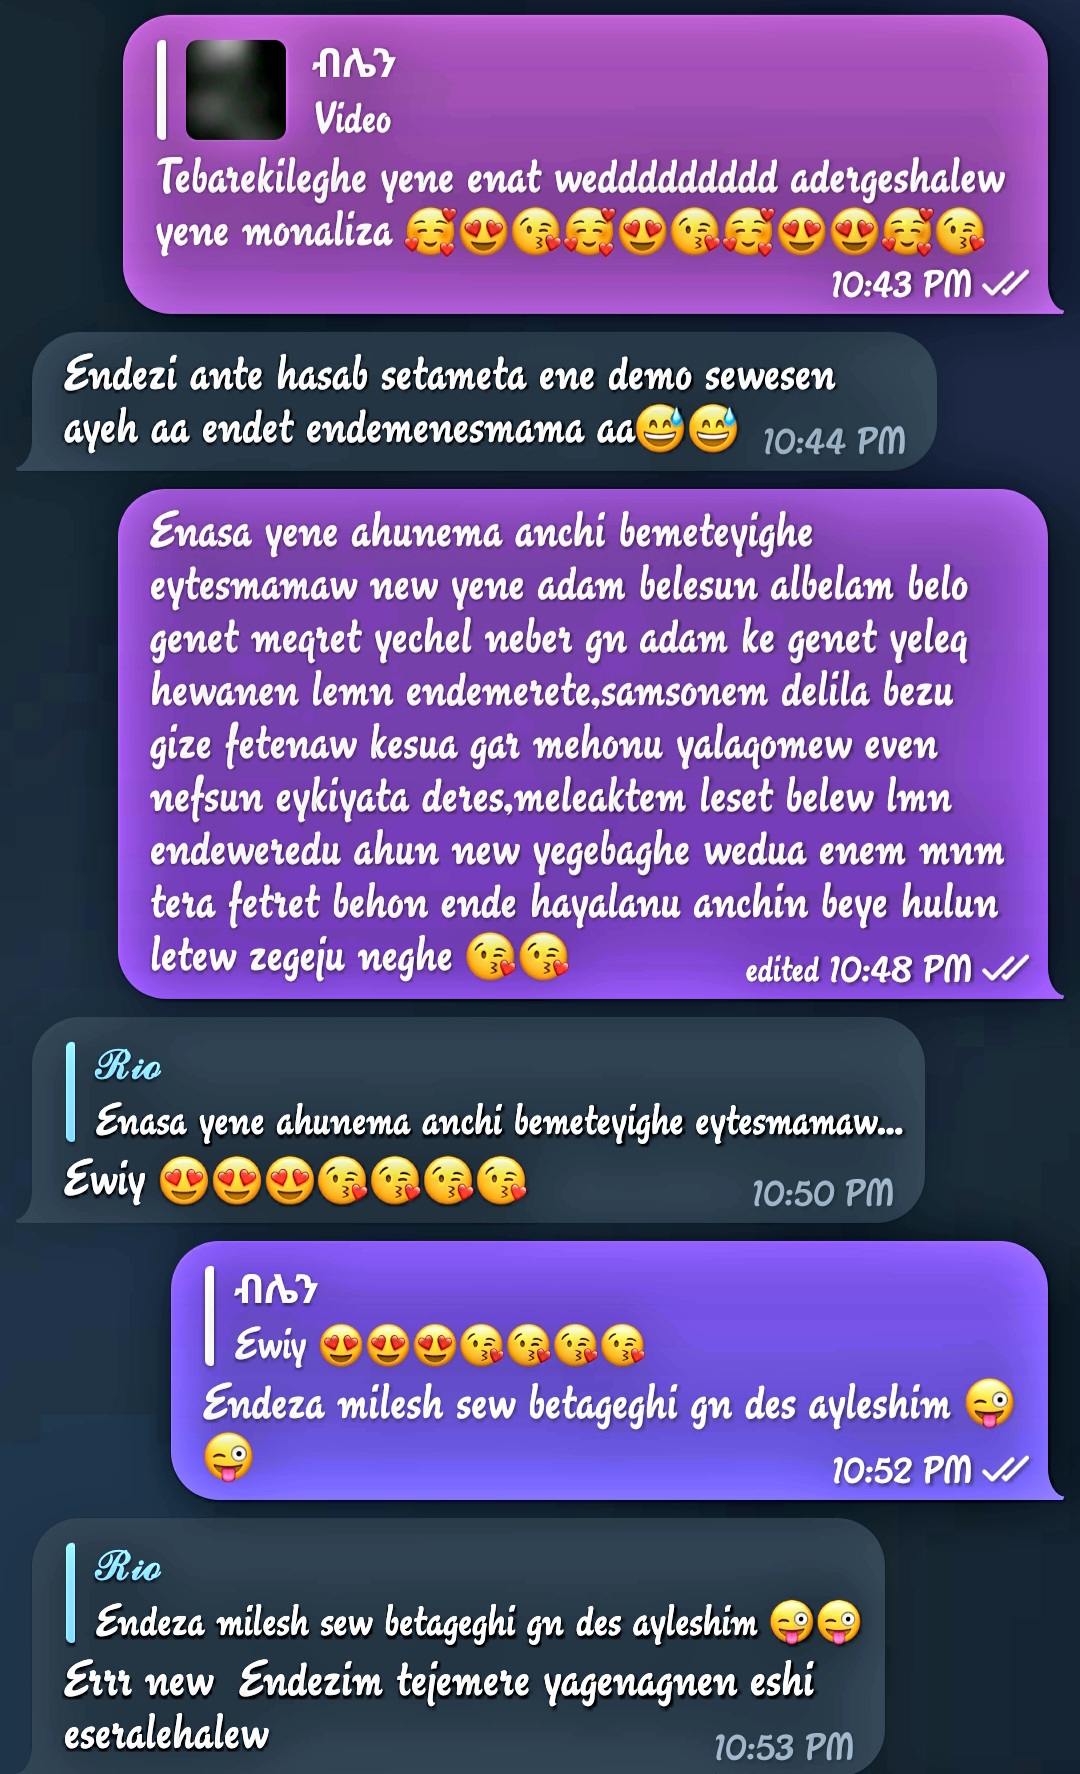 ብሌን
Video
Tebarekileghe yene enat weddddddddd adergeshalew
yene monaliza 🥰😍😘🥰😍😘🥰😍😍🥰😘
10:43 PM
Endezi ante hasab setameta ene demo sewesen
ayeh aa endet endemenesmama aa😅😅 10:44 PM
Enasa yene ahunema anchi bemeteyighe
eytesmamaw new yene adam belesun albelam belo
genet meqret yechel neber gn adam ke genet yeleq
hewanen lemn endemerete,samsonem delila bezu
gize fetenaw kesua gar mehonu yalaqomew even
nefsun eykiyata deres,meleaktem leset belew lmn
endeweredu ahun new yegebaghe wedua enem mnm
tera fetret behon ende hayalanu anchin beye hulun
letew zegeju neghe 😘😘 edited 10:48 PM
Rio
Enasa yene ahunema anchi bemeteyighe eytesmamaw...
Ewiy 😍😍😍😘😘😘😘 10:50 PM
ብሌን
Ewiy 😍😍😍😘😘😘😘
Endeza milesh sew betageghi gn des ayleshim 😜
😜 10:52 PM
Rio
Endeza milesh sew betageghi gn des ayleshim 😜😜
Errr new Endezim tejemere yagenagnen eshi
eseralehalew 10:53 PM